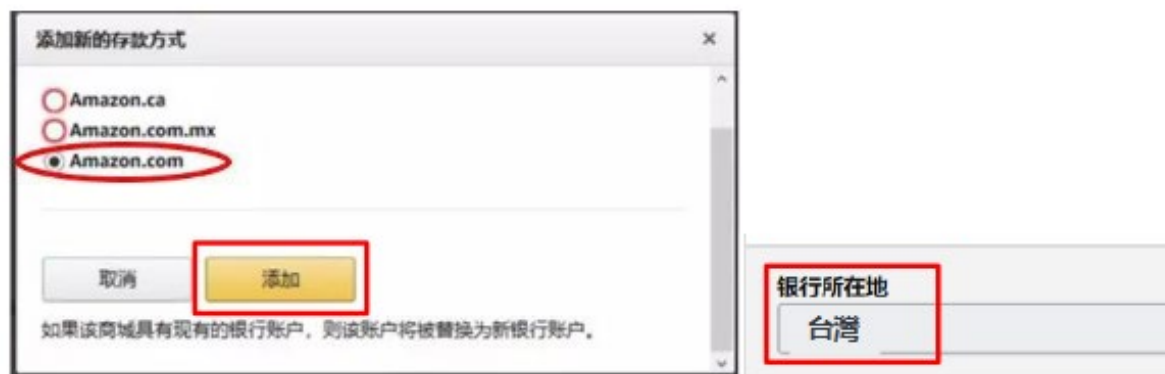 添加新的存款方式
Amazon.ca
Amazon.com.mx
Amazon.com
取消
添加
如果该商城具有现有的银行账户，则该账户将被替换为新银行账户。
银行所在地
台灣